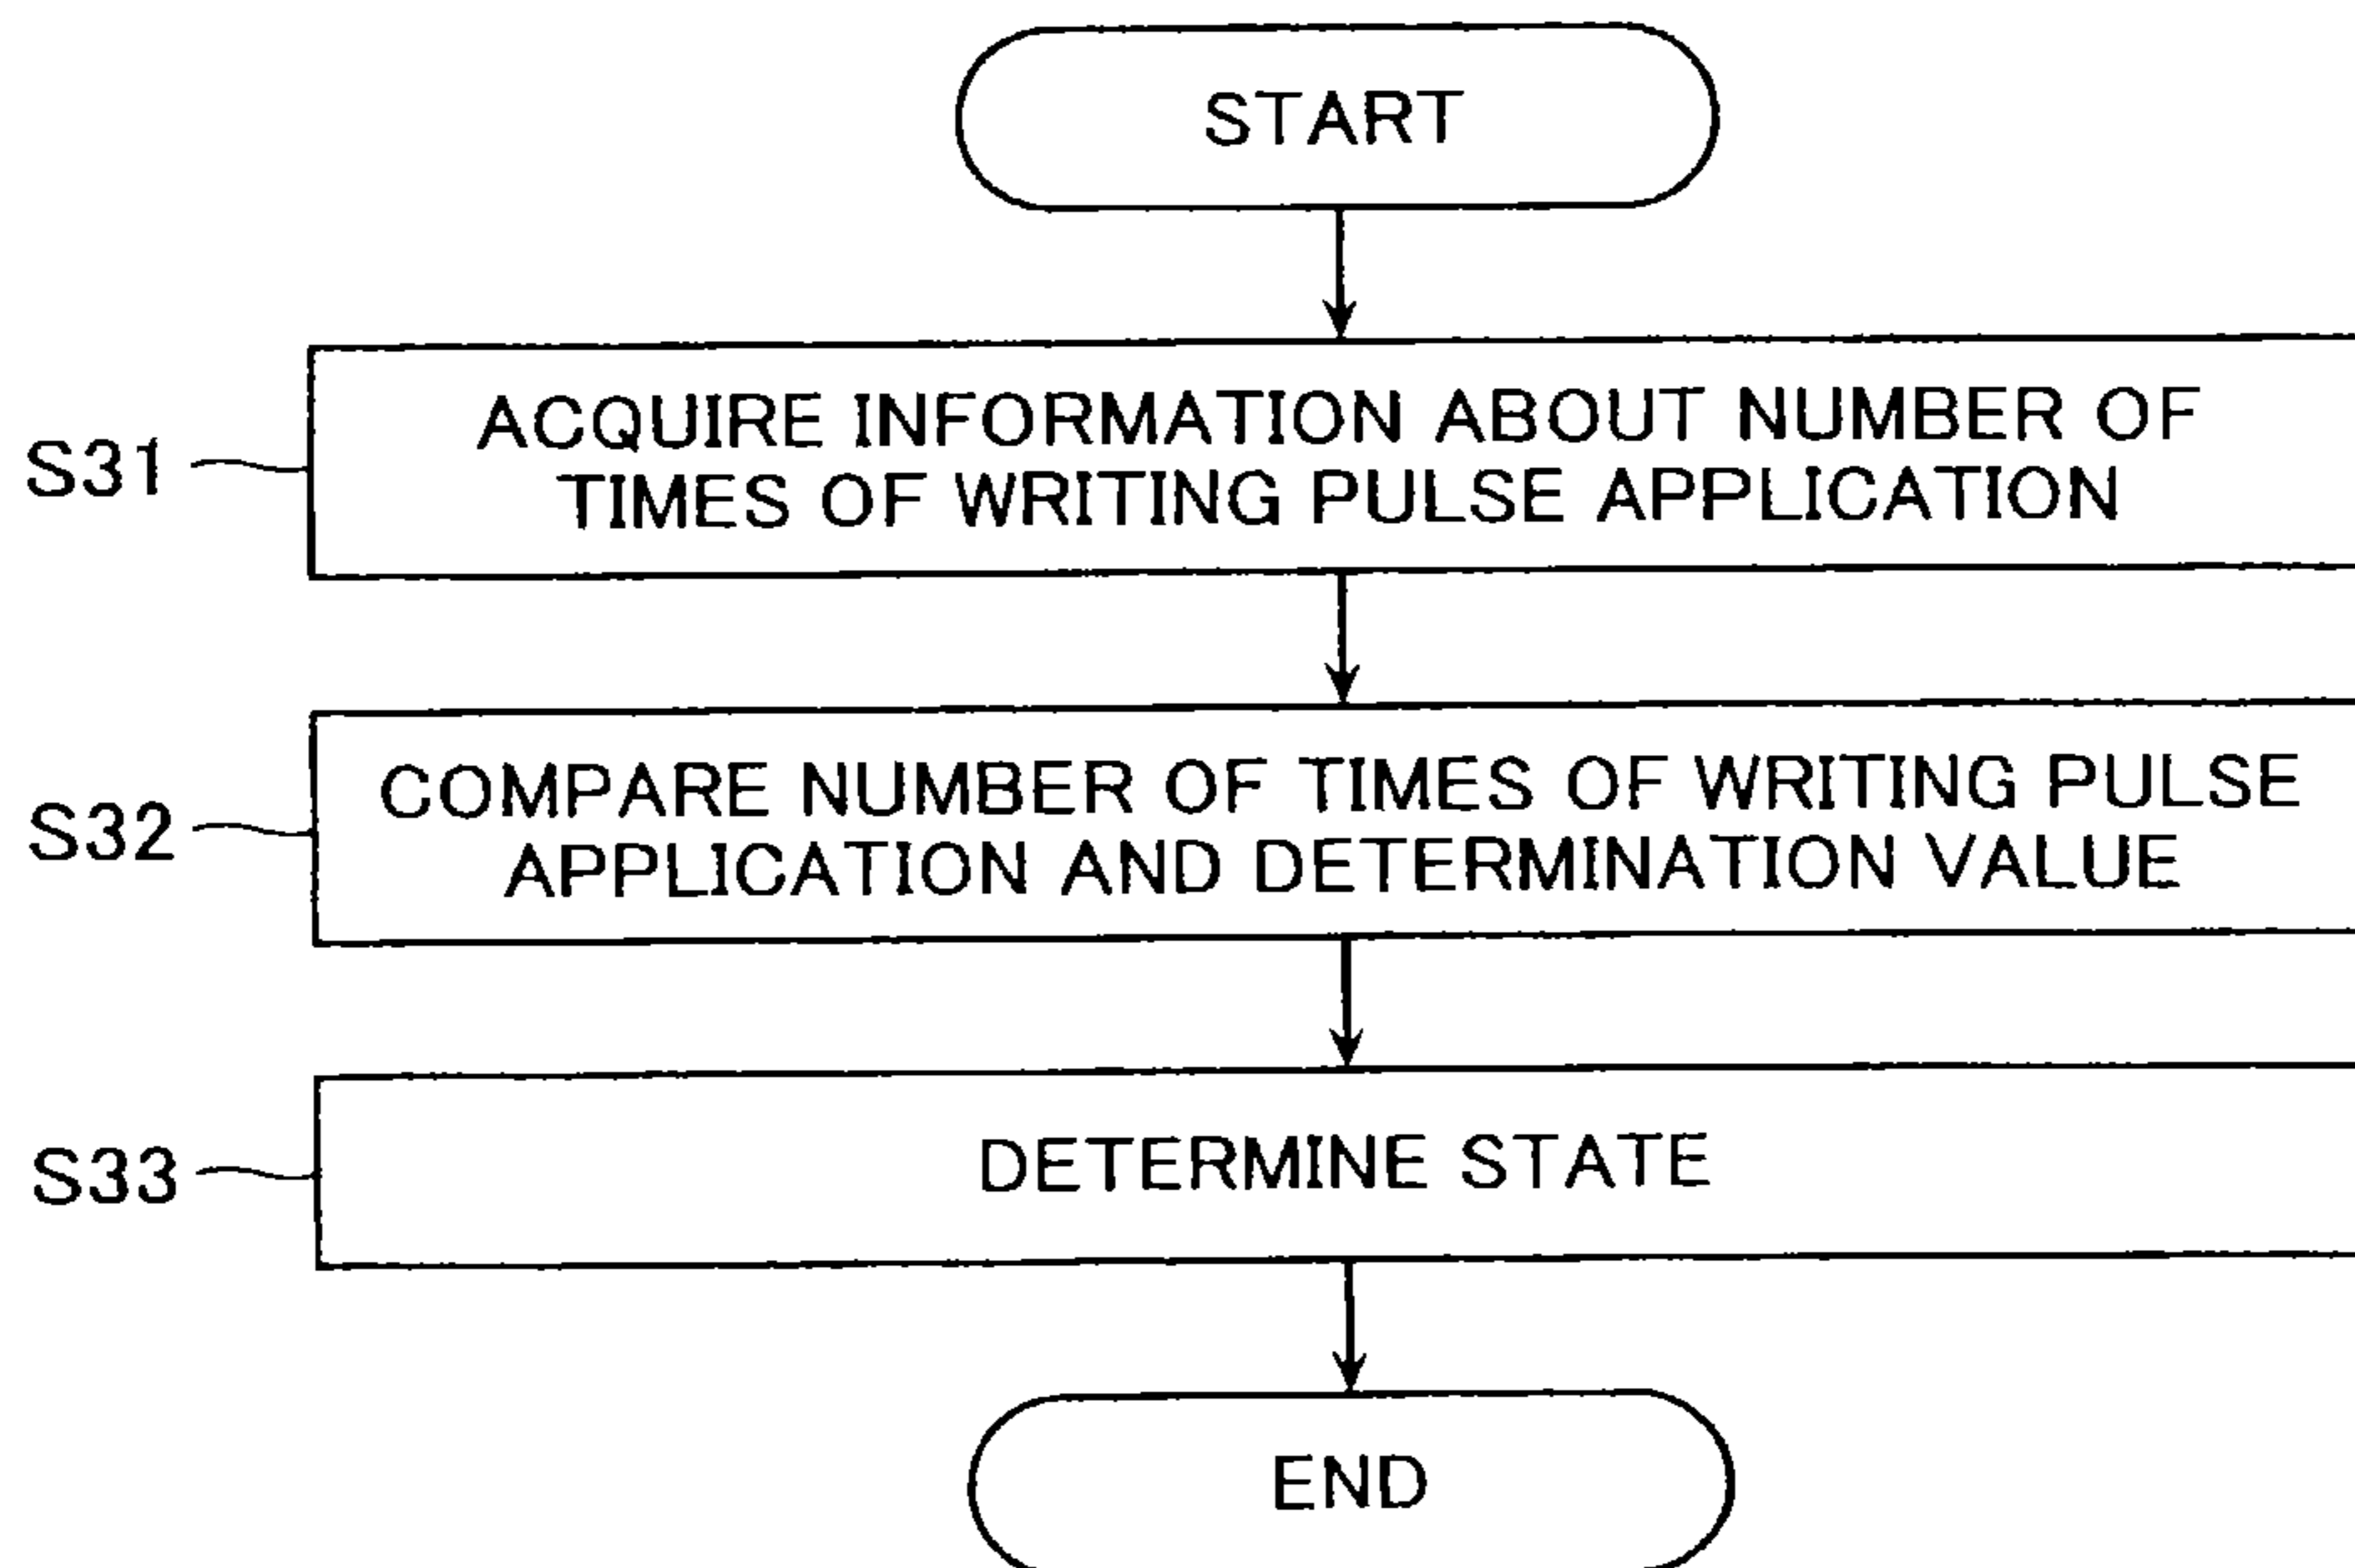 START
S31
ACQUIRE INFORMATION ABOUT NUMBER OF
TIMES OF WRITING PULSE APPLICATION
S32
COMPARE NUMBER OF TIMES OF WRITING PULSE
APPLICATION AND DETERMINATION VALUE
S33
DETERMINE STATE
END